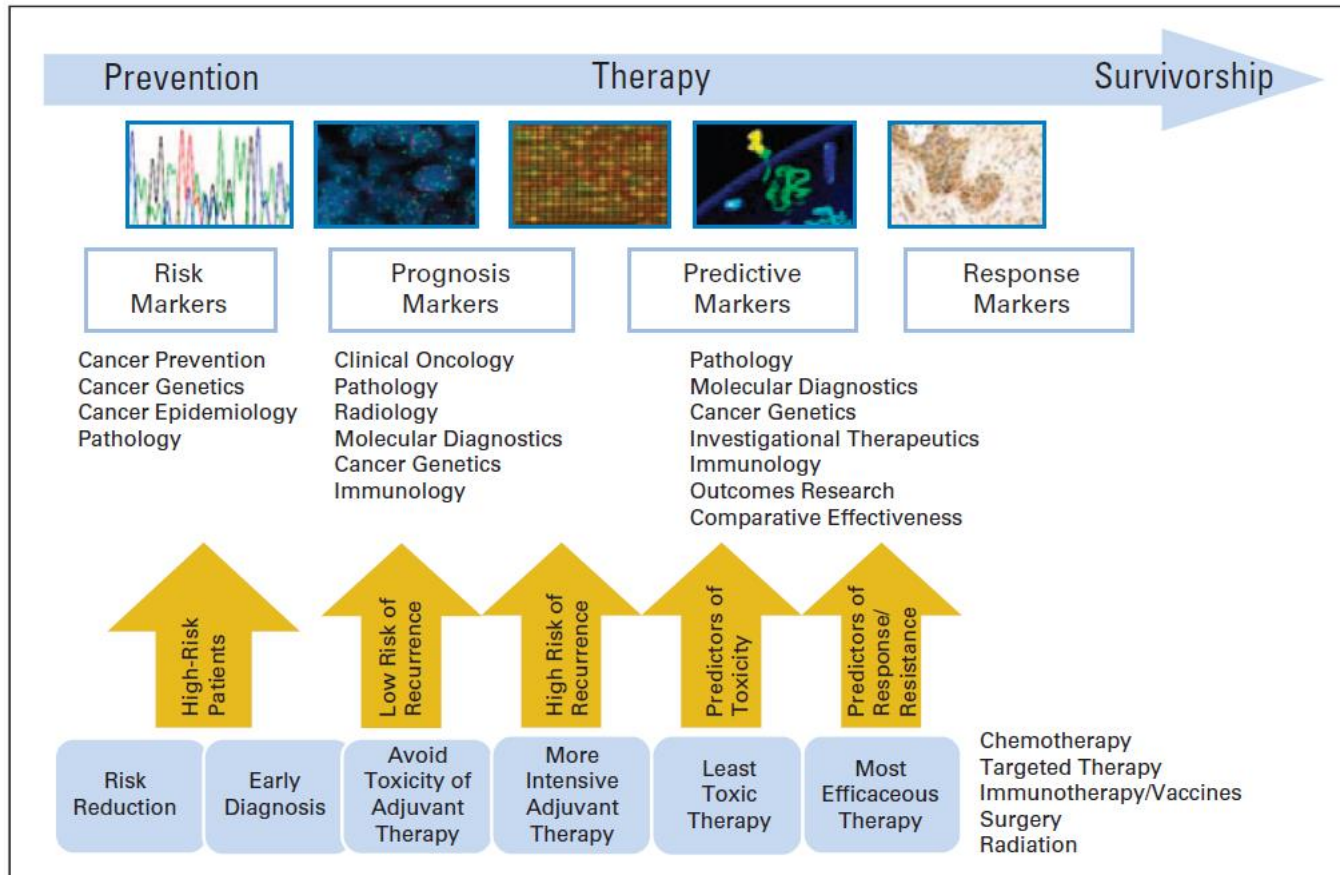 Prevention
Therapy
Survivorship
Risk
Markers
Prognosis
Markers
Predictive
Markers
Response
Markers
Cancer Prevention
Cancer Genetics
Cancer Epidemiology
Pathology
Clinical Oncology
Pathology
Radiology
Molecular Diagnostics
Cancer Genetics
Immunology
Pathology
Molecular Diagnostics
Cancer Genetics
Investigational Therapeutics
Immunology
Outcomes Research
Comparative Effectiveness
High-Risk
Patients
Low Risk of
Recurrence
High Risk of
Recurrence
Predictors of
Toxicity
Predictors of
Response/
Resistance
Risk
Reduction
Early
Diagnosis
Avoid
Toxicity of
Adjuvant
Therapy
More
Intensive
Adjuvant
Therapy
Least
Toxic
Therapy
Most
Efficaceous
Therapy
Chemotherapy
Targeted Therapy
Immunotherapy/Vaccines
Surgery
Radiation